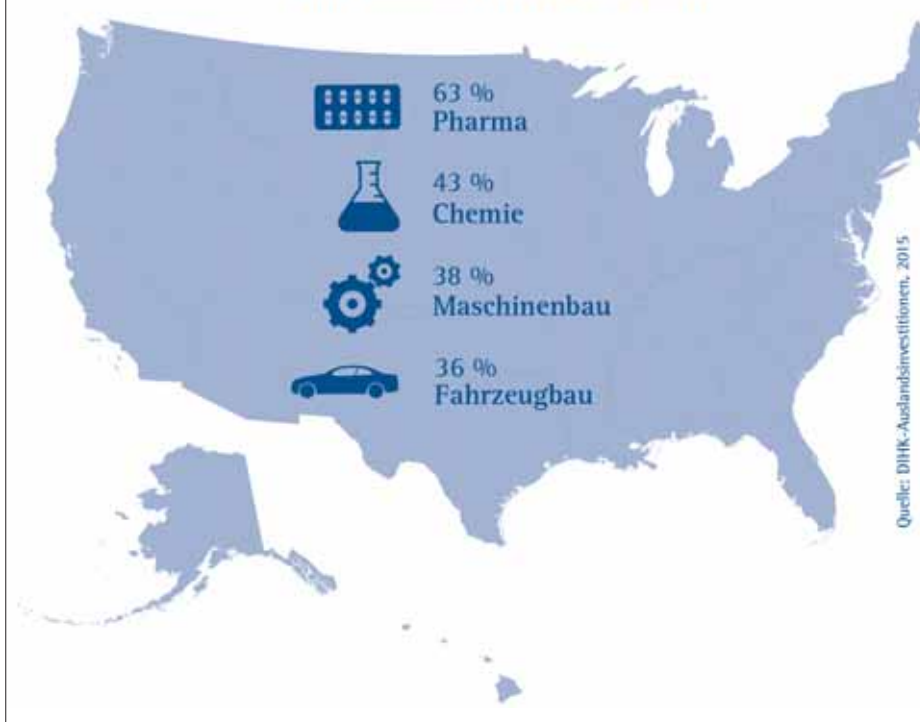 63 %
Pharma
43 %
Chemie
38 %
Maschinenbau
36 %
Fahrzeugbau
Quelle: DIHK-Auslandsinvestitionen, 2015